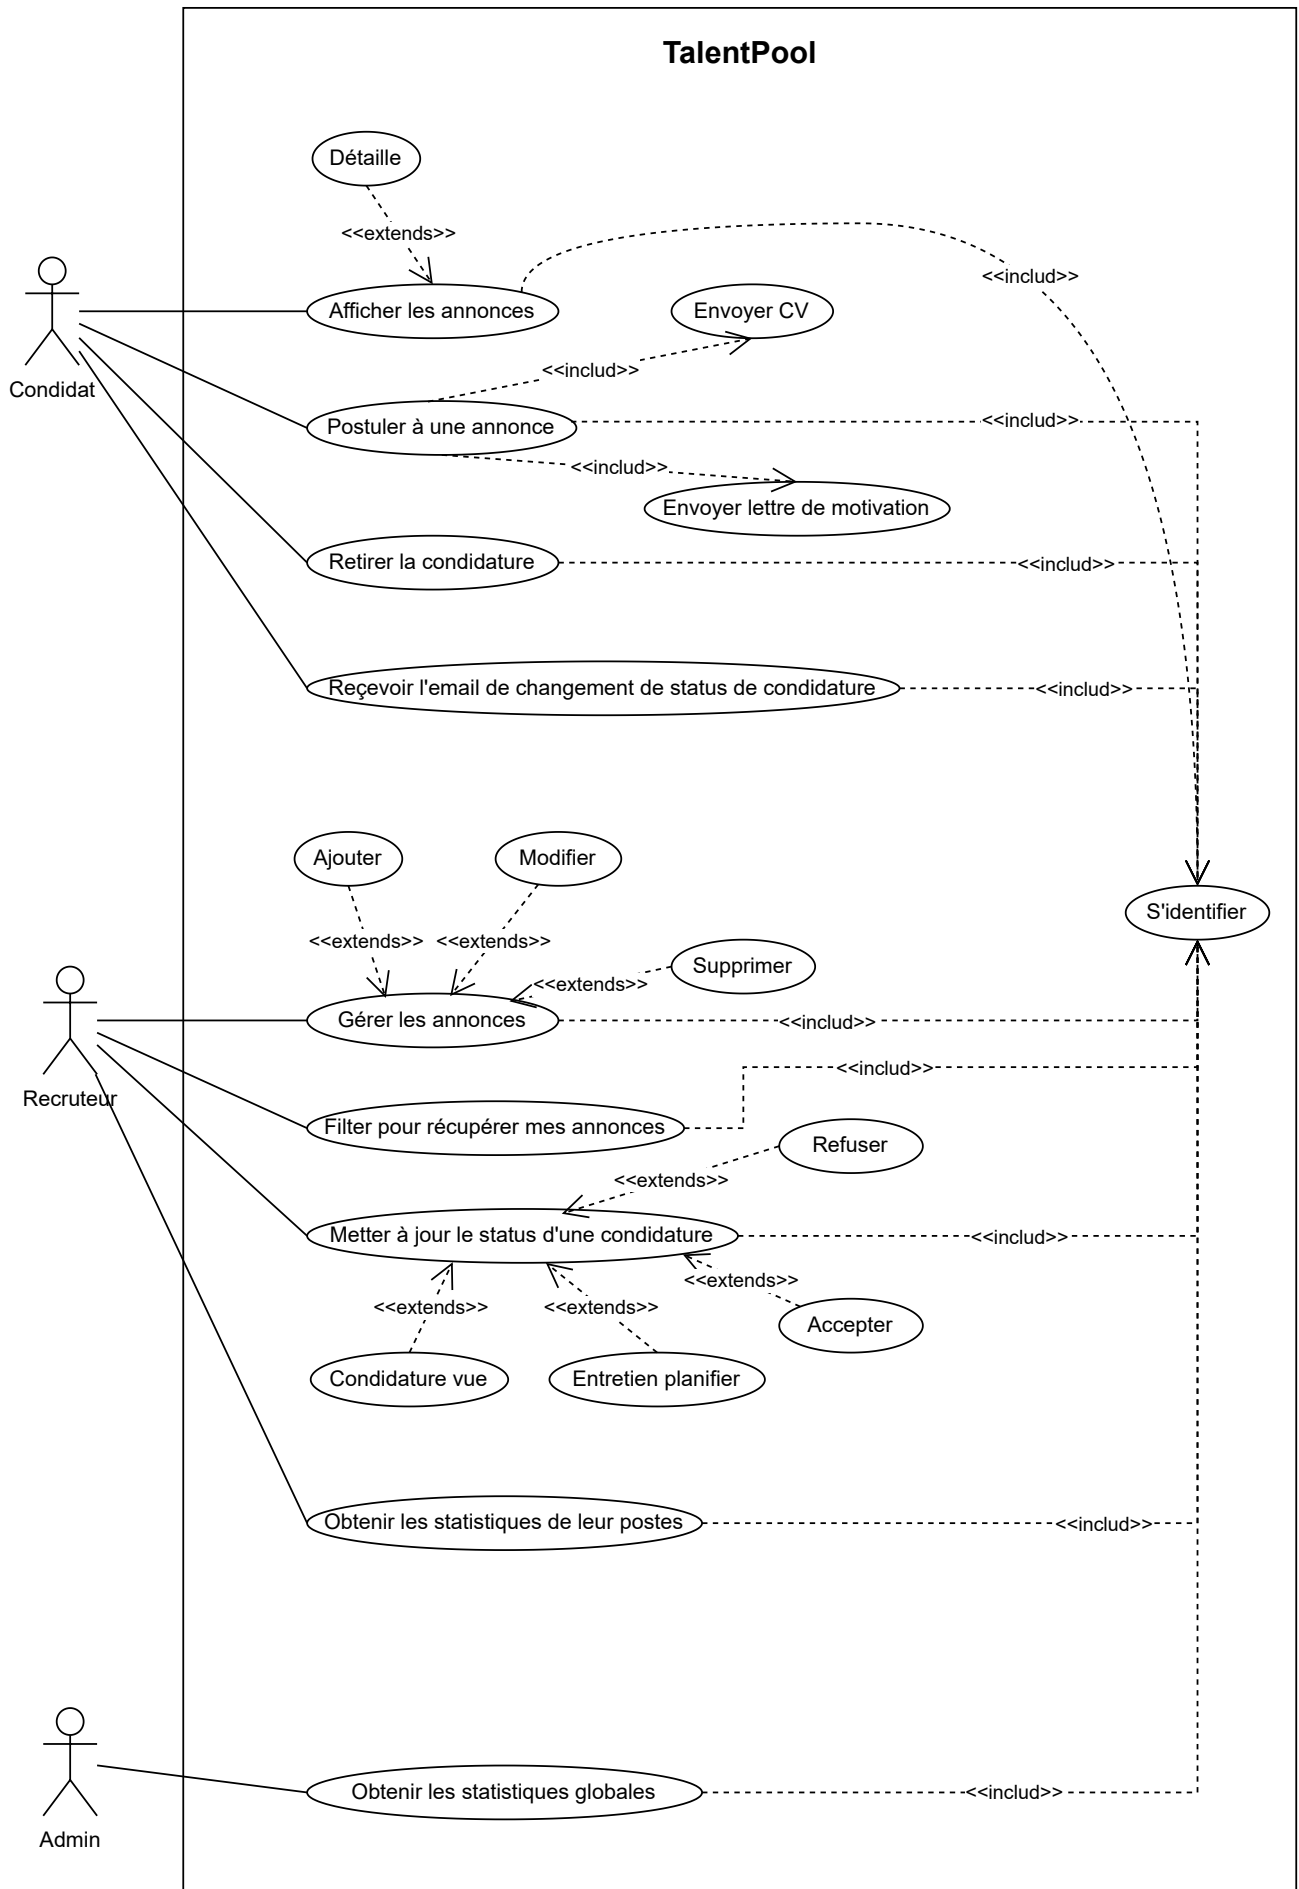 TalentPool
Détaille
<<extends>>
<<includ>>
Afficher les annonces
Envoyer CV
<<includ>>
Condidat
Postuler à une annonce
<<includ>>
<<includ>>
Envoyer lettre de motivation
Retirer la condidature
<<includ>>
Reçevoir l'email de changement de status de condidature
<<includ>>
Ajouter
Modifier
S'identifier
<<extends>>
<<extends>>
Supprimer
<<extends>>
Gérer les annonces
<<includ>>
<<includ>>
Recruteur
Filter pour récupérer mes annonces
Refuser
<<extends>>
Metter à jour le status d'une condidature
<<includ>>
<<extends>>
<<extends>>
<<extends>>
Accepter
Condidature vue
Entretien planifier
Obtenir les statistiques de leur postes
<<includ>>
Obtenir les statistiques globales
<<includ>>
Admin